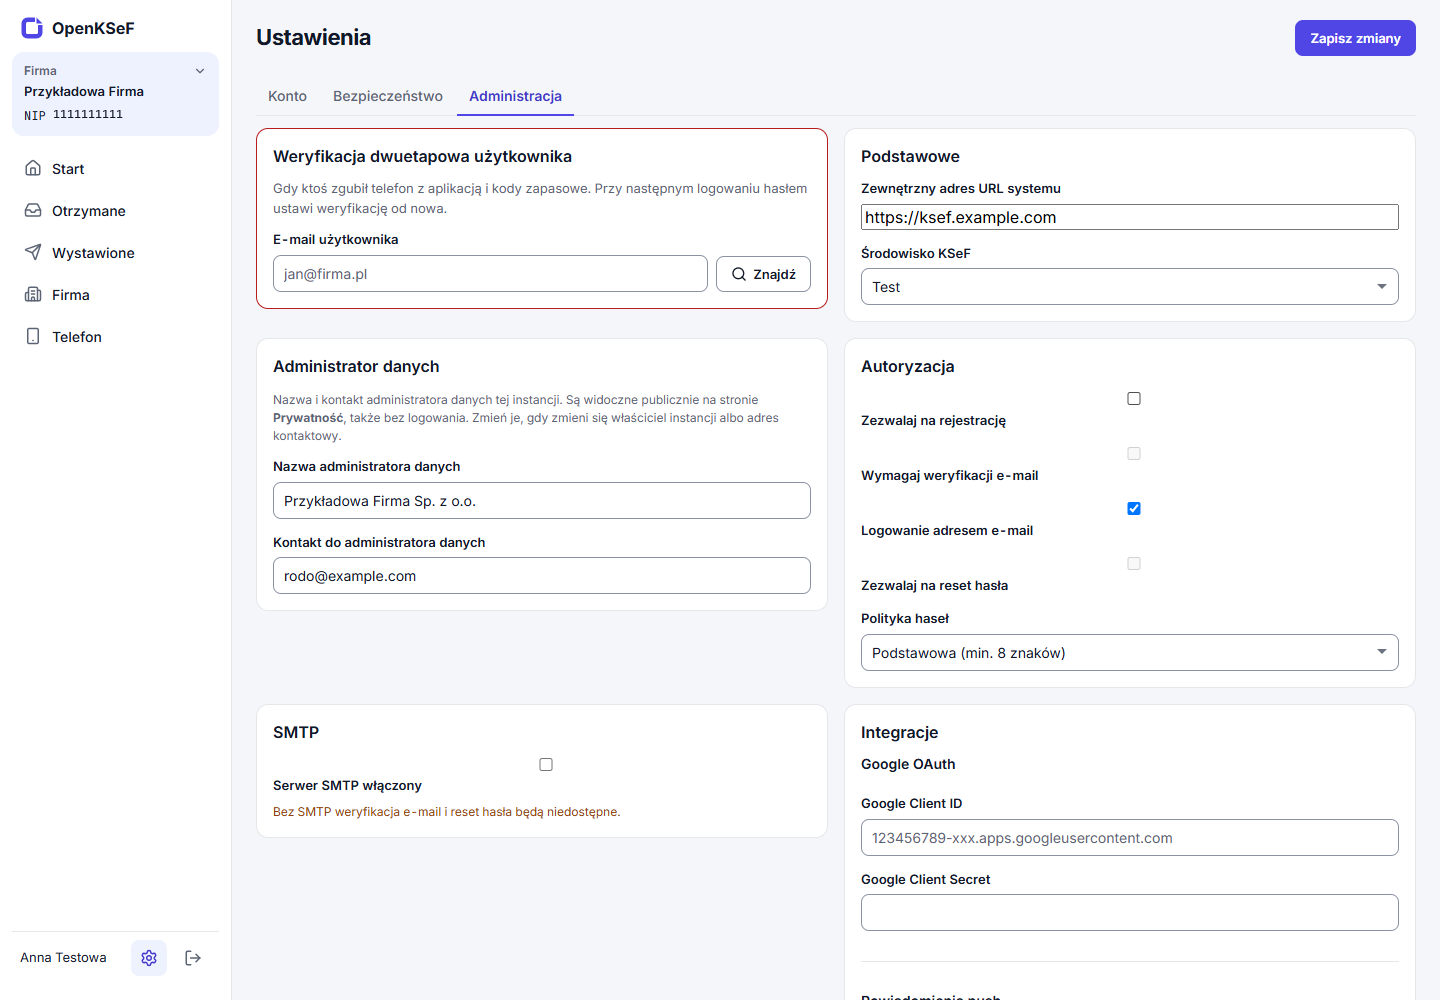 OpenKSeF
Firma
Przykładowa Firma
NIP 1111111111
Start
Otrzymane
Wystawione
Firma
Telefon
Anna Testowa
Ustawienia
Zapisz zmiany
Konto
Bezpieczeństwo
Administracja
Weryfikacja dwuetapowa użytkownika
Gdy ktoś zgubił telefon z aplikacją i kody zapasowe. Przy następnym logowaniu hasłem
ustawi weryfikację od nowa.
E-mail użytkownika
jan@firma.pl
Znajdź
Podstawowe
Zewnętrzny adres URL systemu
https://ksef.example.com
Środowisko KSeF
Test
Administrator danych
Nazwa i kontakt administratora danych tej instancji. Są widoczne publicznie na stronie
Prywatność, także bez logowania. Zmień je, gdy zmieni się właściciel instancji albo adres
kontaktowy.
Nazwa administratora danych
Przykładowa Firma Sp. z o.o.
Kontakt do administratora danych
rodo@example.com
Autoryzacja
Zezwalaj na rejestrację
Wymagaj weryfikacji e-mail
Logowanie adresem e-mail
Zezwalaj na reset hasła
Polityka haseł
Podstawowa (min. 8 znaków)
SMTP
Serwer SMTP włączony
Bez SMTP weryfikacja e-mail i reset hasła będą niedostępne.
Integracje
Google OAuth
Google Client ID
123456789-xxx.apps.googleusercontent.com
Google Client Secret
Powiadomienia push